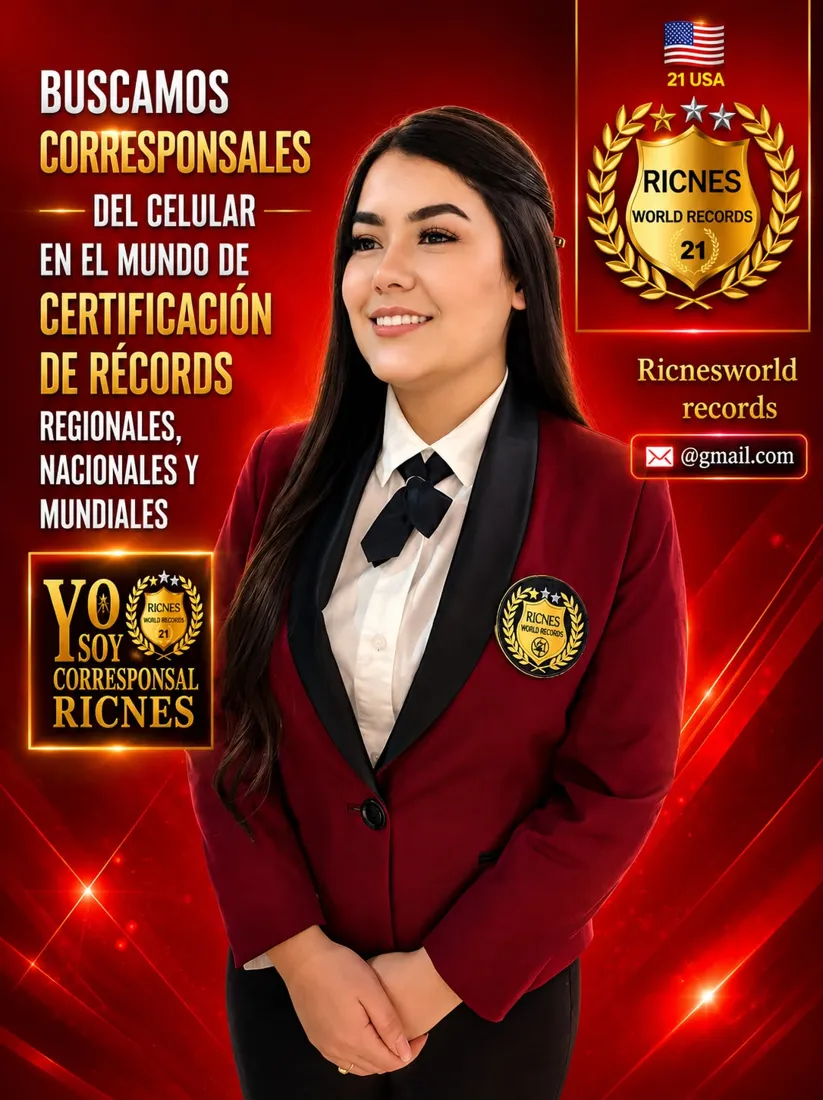 BUSCAMOS
CORRESPONSALES
DEL CELULAR
EN EL MUNDO DE
CERTIFICACIÓN
DE RÉCORDS
REGIONALES,
NACIONALES Y
MUNDIALES
YO
SOY
CORRESPONSAL
RICNES
RICNES
WORLD RECORDS
21
21 USA
RICNES
WORLD RECORDS
21
Ricnesworld
records
@gmail.com
RICNES
WORLD RECORDS